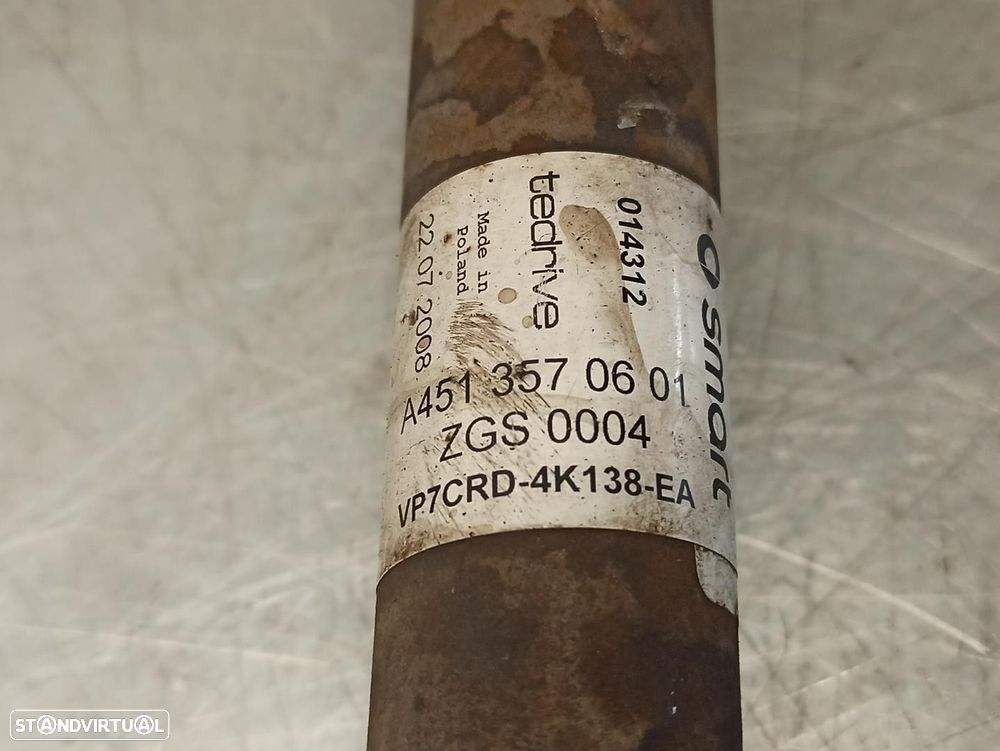 smart
014312
tedrive
Made in
Poland
22.07.2008
A451 357 06 01
ZGS 0004
VP7CRD-4K138-EA
STANDVIRTUAL